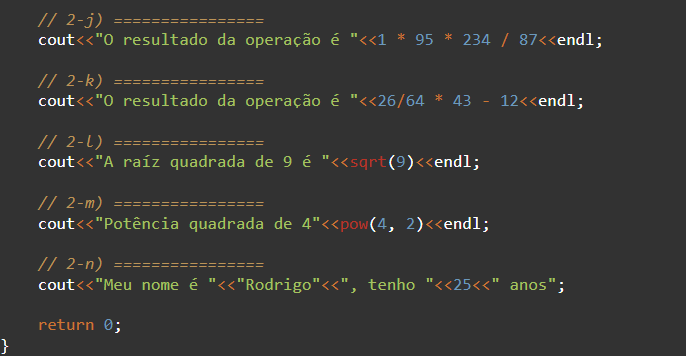 // 2-j) ================
cout<<"O resultado da operação é "<<1 * 95 * 234 / 87<<endl;
// 2-k) ================
cout<<"O resultado da operação é "<<26/64 * 43 - 12<<endl;
// 2-l) ================
cout<<"A raíz quadrada de 9 é "<<sqrt(9)<<endl;
// 2-m) ================
cout<<"Potência quadrada de 4"<<pow(4, 2)<<endl;
// 2-n) ================
cout<<"Meu nome é "<<"Rodrigo"<<", tenho "<<25<<" anos";
return 0;
}